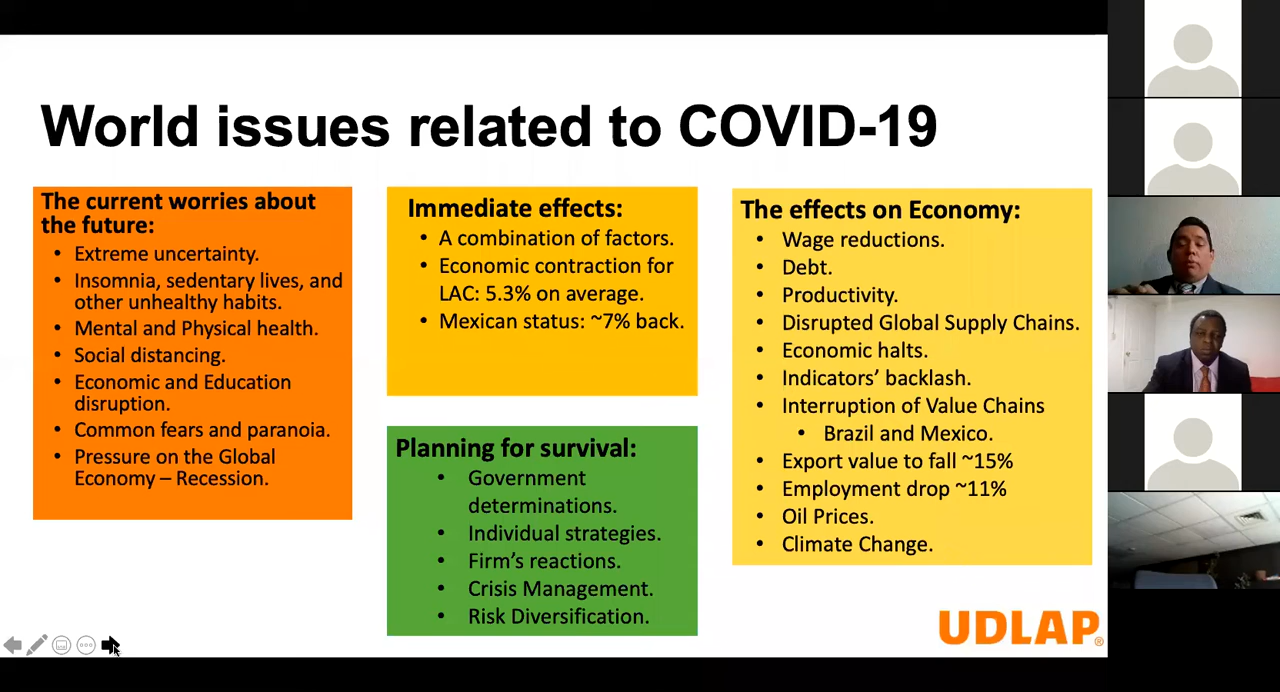 World issues related to COVID-19
The current worries about
the future:
• Extreme uncertainty.
• Insomnia, sedentary lives, and
other unhealthy habits.
• Mental and Physical health.
• Social distancing.
• Economic and Education
disruption.
• Common fears and paranoia.
• Pressure on the Global
Economy – Recession.
Immediate effects:
• A combination of factors.
• Economic contraction for
LAC: 5.3% on average.
• Mexican status: ~7% back.
Planning for survival:
• Government
determinations.
• Individual strategies.
• Firm's reactions.
• Crisis Management.
• Risk Diversification.
The effects on Economy:
• Wage reductions.
• Debt.
• Productivity.
• Disrupted Global Supply Chains.
• Economic halts.
• Indicators' backlash.
• Interruption of Value Chains
• Brazil and Mexico.
• Export value to fall ~15%
• Employment drop ~11%
• Oil Prices.
• Climate Change.
UDLAP®